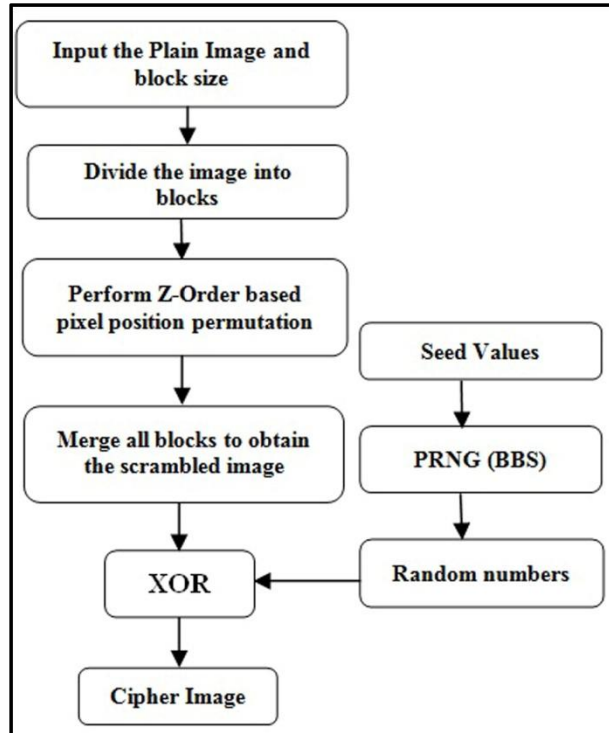 Input the Plain Image and
block size
Divide the image into
blocks
Perform Z-Order based
pixel position permutation
Merge all blocks to obtain
the scrambled image
Seed Values
PRNG (BBS)
Random numbers
XOR
Cipher Image